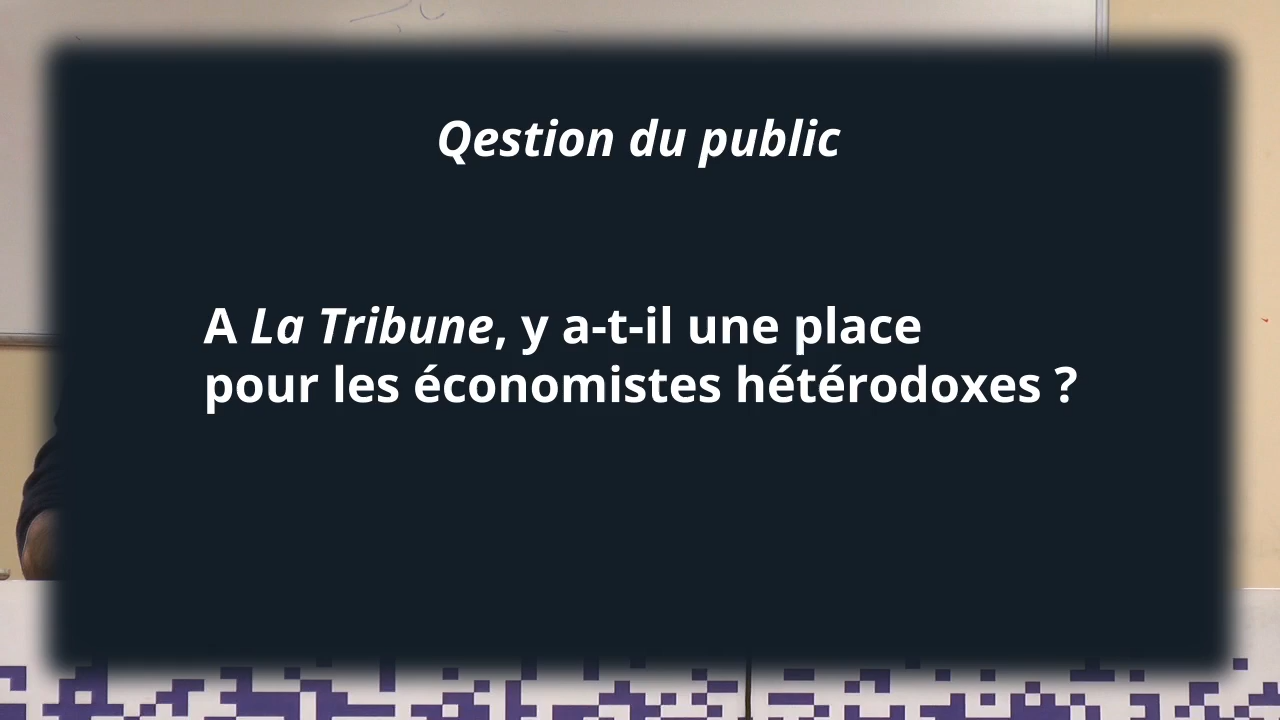 Qestion du public
A La Tribune, y a-t-il une place
pour les économistes hétérodoxes ?